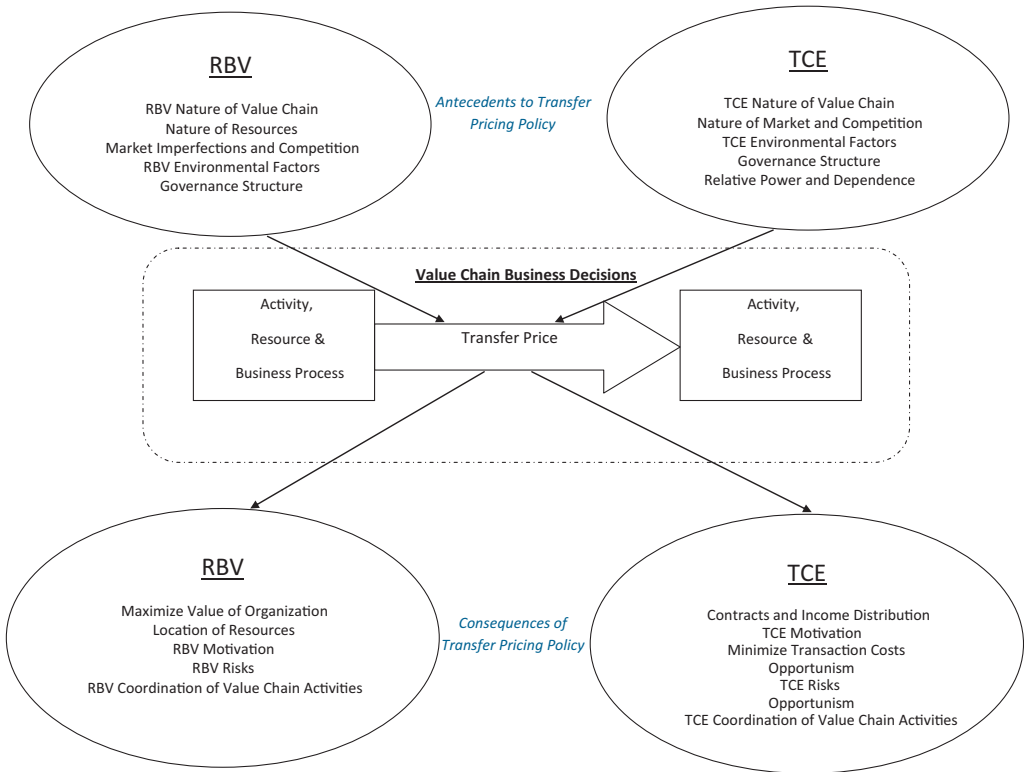 RBV
RBV Nature of Value Chain
Nature of Resources
Market Imperfections and Competition
RBV Environmental Factors
Governance Structure
Antecedents to Transfer
Pricing Policy
TCE
TCE Nature of Value Chain
Nature of Market and Competition
TCE Environmental Factors
Governance Structure
Relative Power and Dependence
Value Chain Business Decisions
Activity,
Resource &
Business Process
Transfer Price
Activity,
Resource &
Business Process
RBV
Maximize Value of Organization
Location of Resources
RBV Motivation
RBV Risks
RBV Coordination of Value Chain Activities
Consequences of
Transfer Pricing Policy
TCE
Contracts and Income Distribution
TCE Motivation
Minimize Transaction Costs
Opportunism
TCE Risks
Opportunism
TCE Coordination of Value Chain Activities